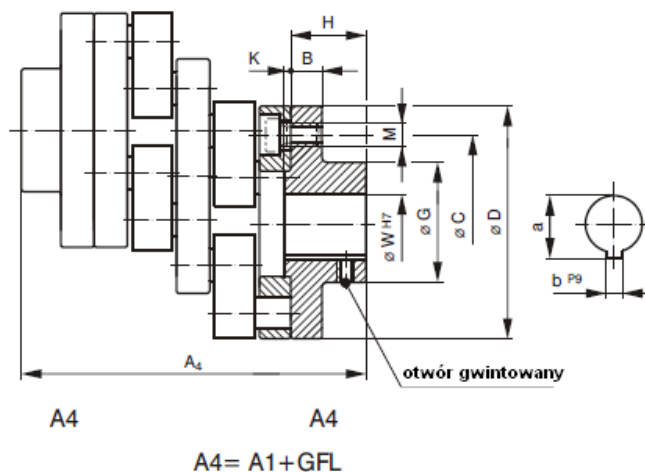 H
K B
M
ø W H7
ø G
ø C
ø D
a
b P9
A4
otwór gwintowany
A4 A4
A4= A1+GFL